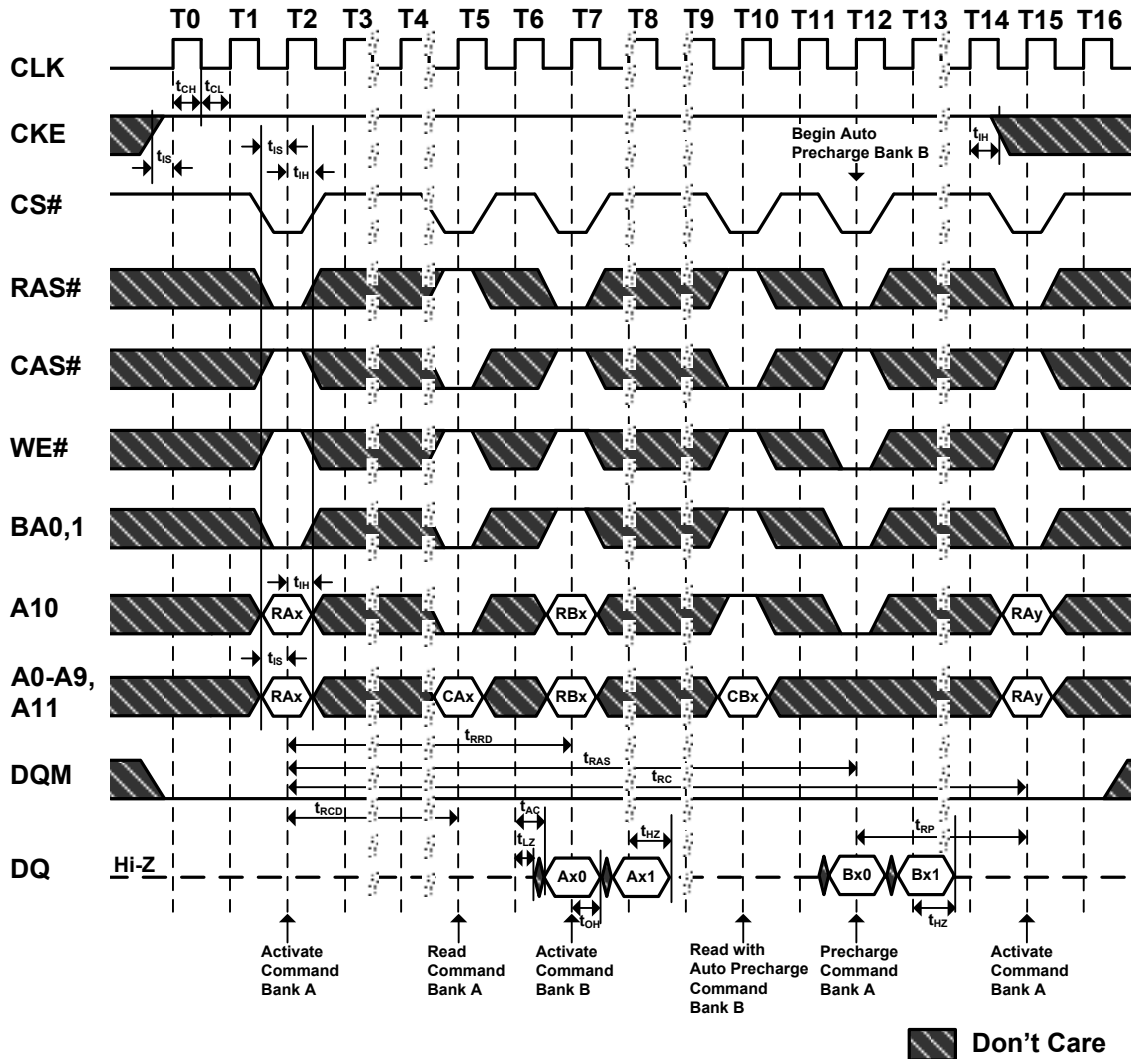 T0 T1 T2 T3 T4 T5 T6 T7 T8 T9 T10 T11 T12 T13 T14 T15 T16
CLK
tCH tCL
CKE
tIS
tIS
tIH
Begin Auto
Precharge Bank B
tIH
CS#
RAS#
CAS#
WE#
BA0,1
tIH
A10
RAx RBx RAy
tIS
A0-A9,
A11
RAx CAx RBx CBx RAy
tRRD
tRAS
DQM
tRC
tRCD
tAC
tLZ
tHZ
tRP
DQ
Hi-Z
Ax0 Ax1 Bx0 Bx1
tOH
tHZ
Activate
Command
Bank A
Read
Command
Bank A
Activate
Command
Bank B
Read with
Auto Precharge
Command
Bank B
Precharge
Command
Bank A
Activate
Command
Bank A
Don't Care